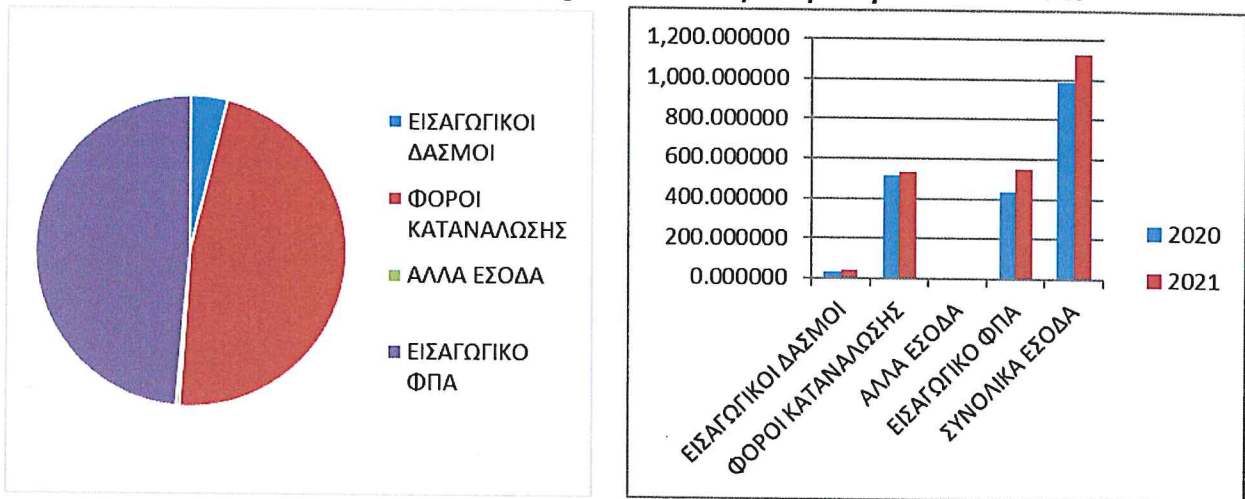 ΕΙΣΑΓΩΓΙΚΟΙ
ΔΑΣΜΟΙ
ΦΟΡΟΙ
ΚΑΤΑΝΑΛΩΣΗΣ
ΑΛΛΑ ΕΣΟΔΑ
ΕΙΣΑΓΩΓΙΚΟ
ΦΠΑ
1,200.000000
1,000.000000
800.000000
600.000000
400.000000
200.000000
0.000000
ΕΙΣΑΓΩΓΙΚΟΙ ΔΑΣΜΟΙ
ΦΟΡΟΙ ΚΑΤΑΝΑΛΩΣΗΣ
ΑΛΛΑ ΕΣΟΔΑ
ΕΙΣΑΓΩΓΙΚΟ ΦΠΑ
ΣΥΝΟΛΙΚΑ ΕΣΟΔΑ
2020
2021